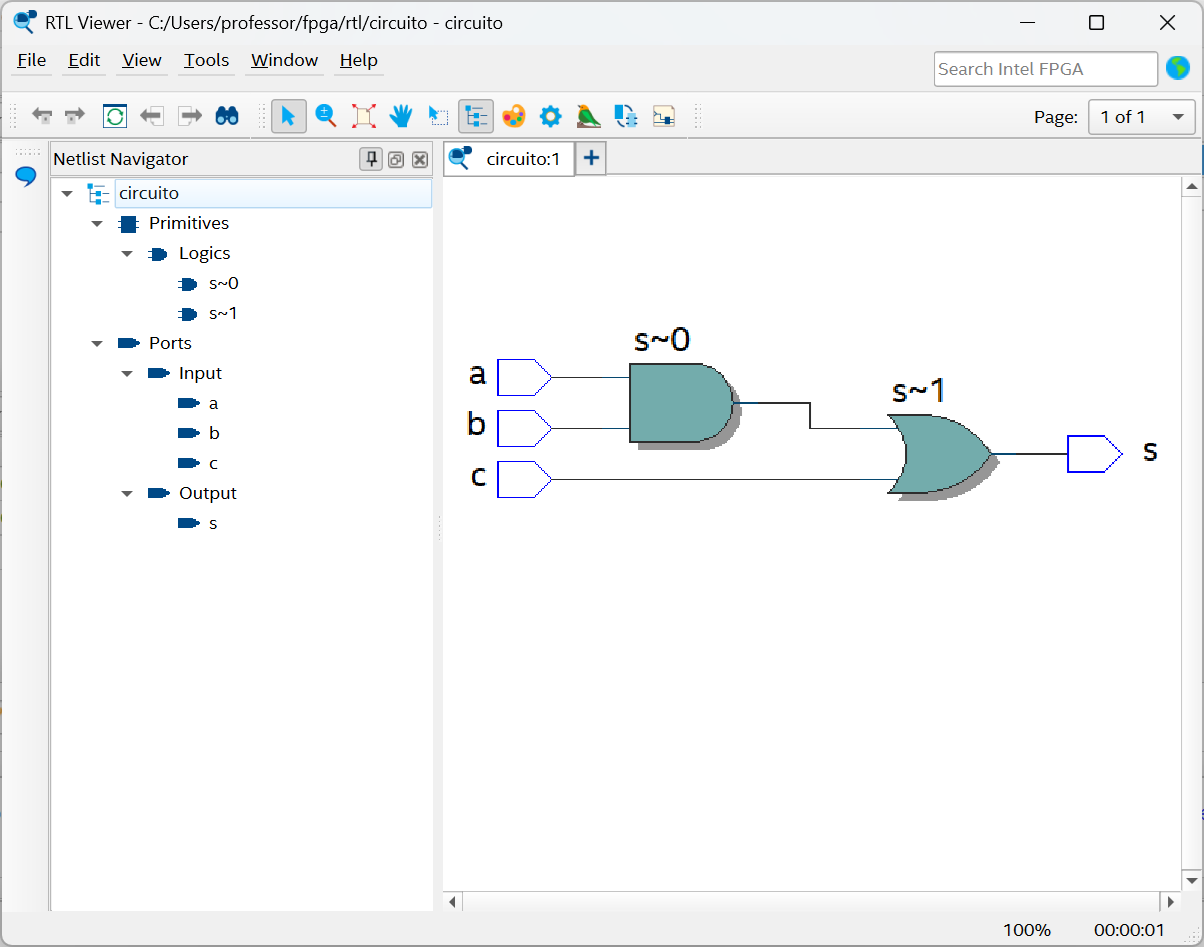 RTL Viewer - C:/Users/professor/fpga/rtl/circuito - circuito
File Edit View Tools Window Help
Search Intel FPGA
Page: 1 of 1
Netlist Navigator
circuito:1
circuito
Primitives
Logics
s~0
s~1
Ports
Input
a
b
c
Output
s
s~0
a
s~1
b
s
c
100% 00:00:01